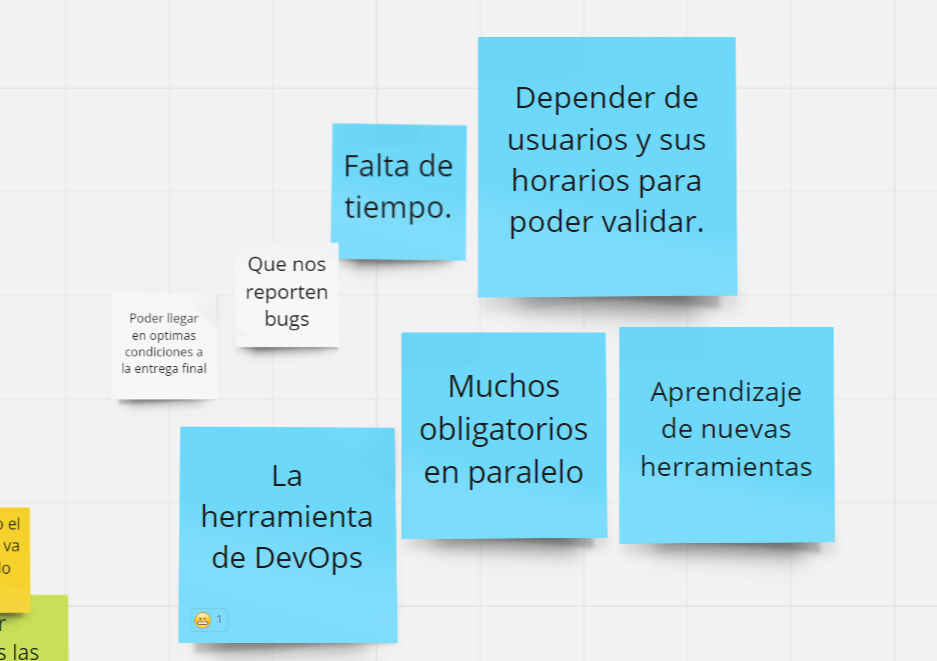 Depender de
usuarios y sus
horarios para
poder validar.
Falta de
tiempo.
Que nos
reporten
bugs
Poder llegar
en optimas
condiciones a
la entrega final
Muchos
obligatorios
en paralelo
Aprendizaje
de nuevas
herramientas
La
herramienta
de DevOps
1
el
va
s las